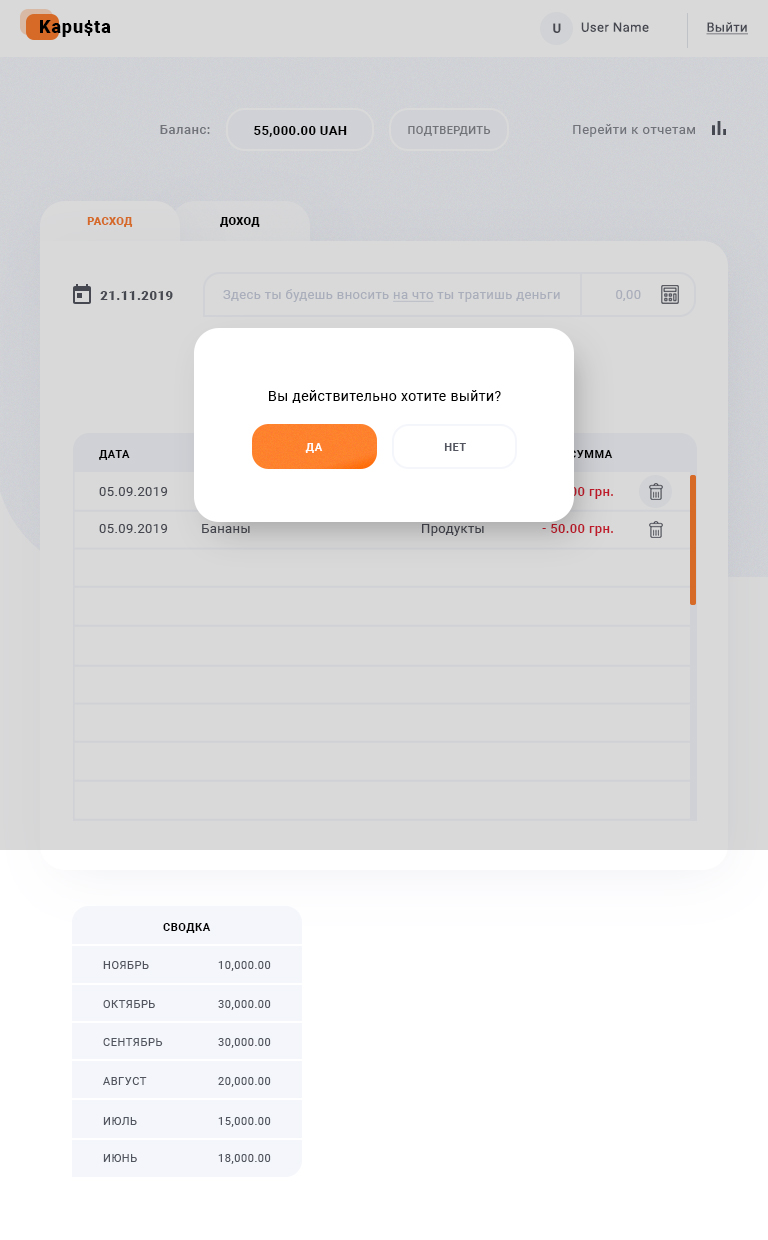 Kapu$ta
U User Name Выйти
Баланс: 55,000.00 UAH ПОДТВЕРДИТЬ Перейти к отчетам
РАСХОД ДОХОД
21.11.2019 Здесь ты будешь вносить на что ты тратишь деньги 0,00
Вы действительно хотите выйти?
ДА НЕТ
ДАТА
05.09.2019 грн.
05.09.2019 Бананы Продукты - 50.00 грн.
СВОДКА
НОЯБРЬ 10,000.00
ОКТЯБРЬ 30,000.00
СЕНТЯБРЬ 30,000.00
АВГУСТ 20,000.00
ИЮЛЬ 15,000.00
ИЮНЬ 18,000.00